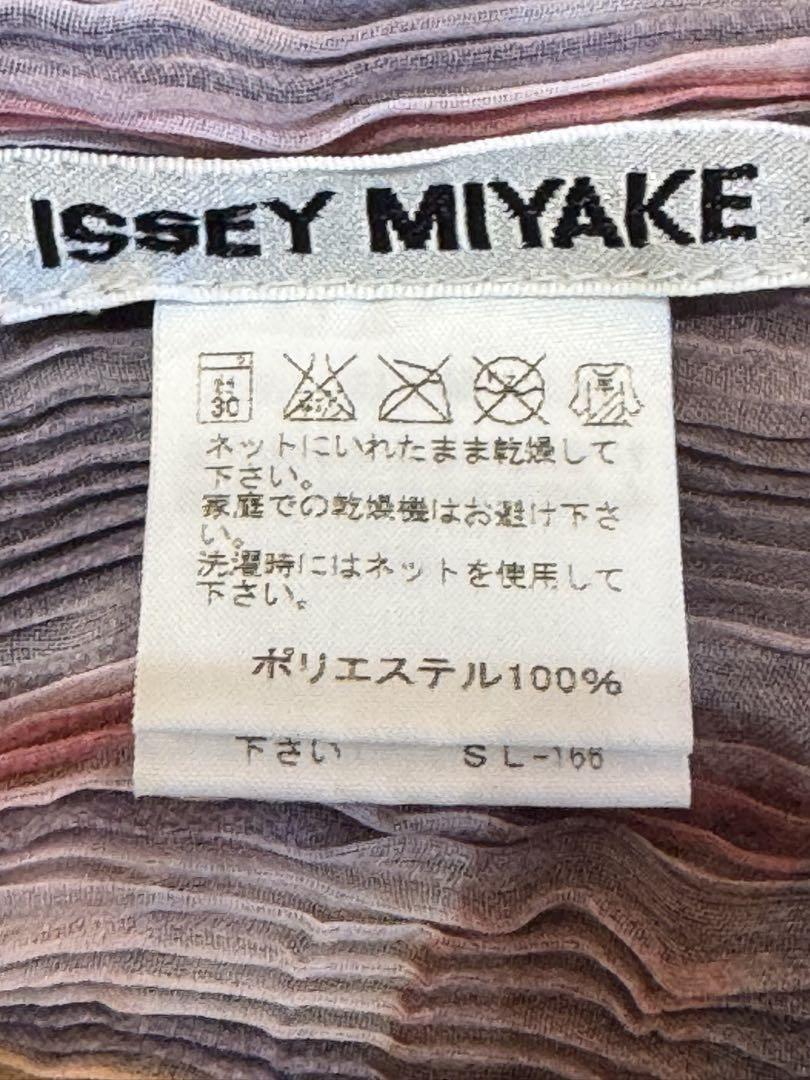 ISSEY MIYAKE
30
ネットにいれたまま乾燥して
下さい。
家庭での乾燥機はお避け下さ
い。
洗濯時にはネットを使用して
下さい。
ポリエステル100%
下さい SL-166